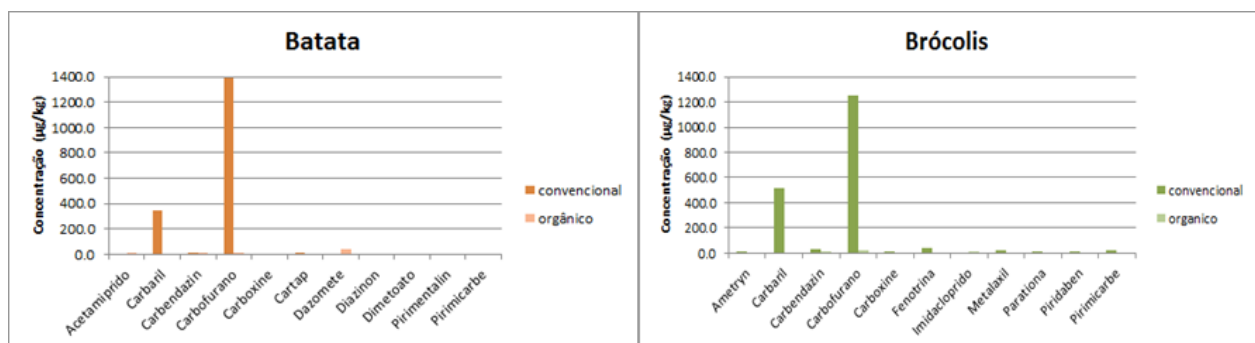 Batata
Concentração (µg/kg)
1400.0
1200.0
1000.0
800.0
600.0
400.0
200.0
0.0
Acetamiprido
Carbaril
Carbendazin
Carbofurano
Carboxine
Cartap
Dazomete
Diazinon
Dimetoato
Pirimentalin
Pirimicarbe
convencional
orgânico
Brócolis
Concentração (µg/kg)
1400.0
1200.0
1000.0
800.0
600.0
400.0
200.0
0.0
Ametryn
Carbaril
Carbendazin
Carbofurano
Carboxine
Fenotrina
Imidacloprido
Metalaxil
Parationa
Piridaben
Pirimicarbe
convencional
organico